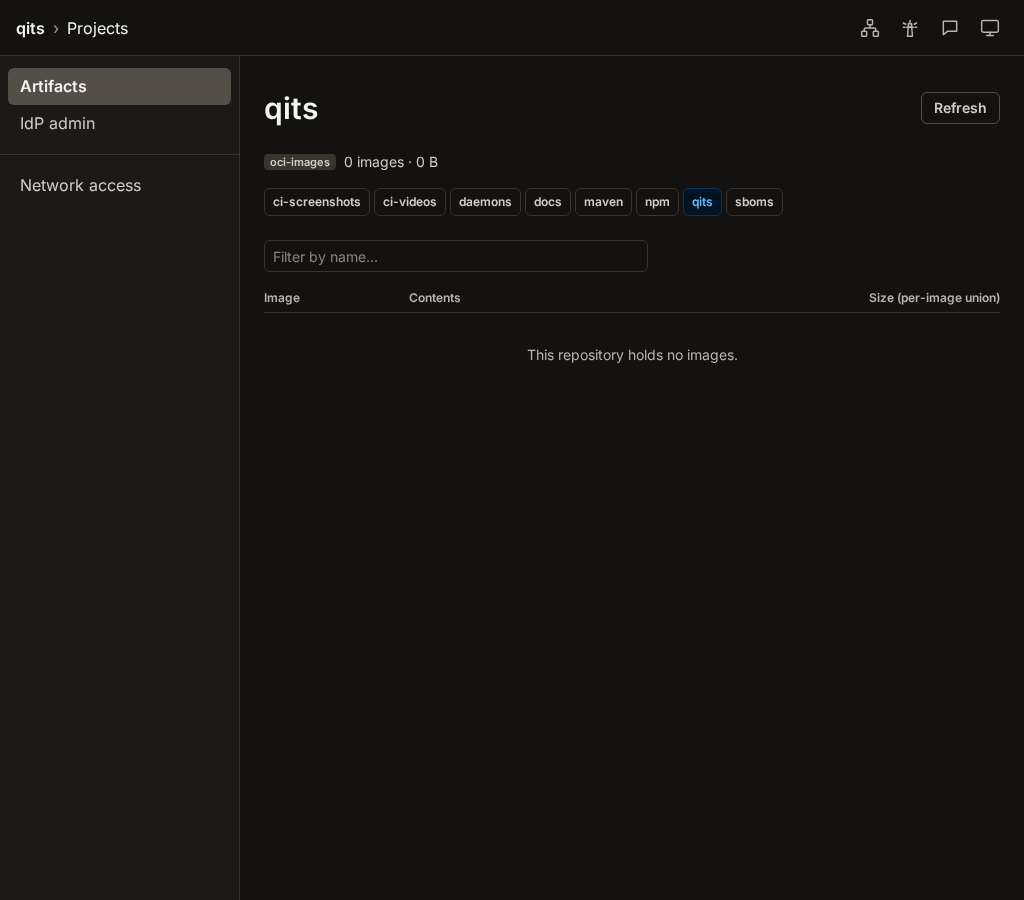 qits › Projects
Artifacts
IdP admin
Network access
qits
Refresh
oci-images 0 images · 0 B
ci-screenshots ci-videos daemons docs maven npm qits sboms
Filter by name...
Image Contents Size (per-image union)
This repository holds no images.